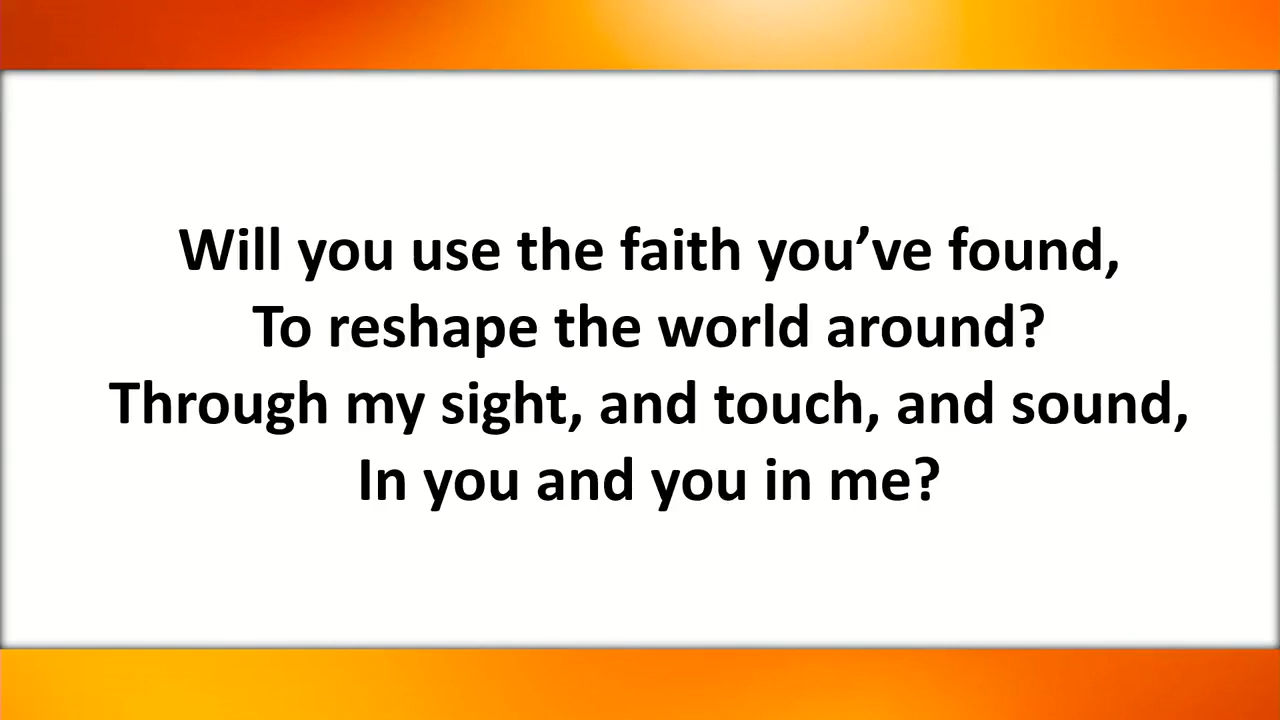 Will you use the faith you’ve found,
To reshape the world around?
Through my sight, and touch, and sound,
In you and you in me?